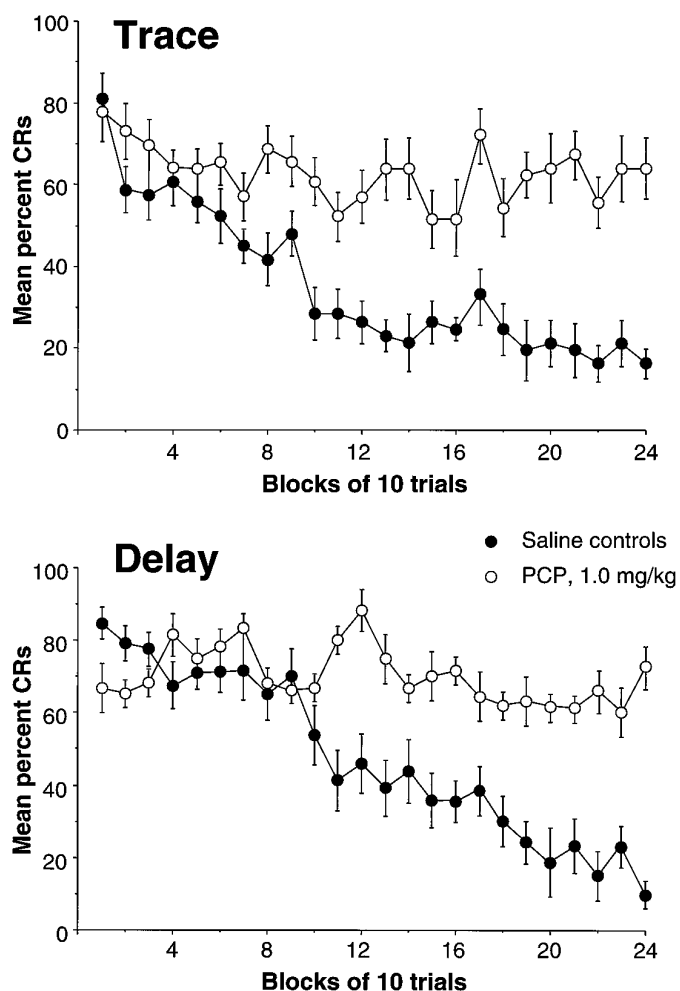 Trace
Mean percent CRs
100
80
60
40
20
0
4 8 12 16 20 24
Blocks of 10 trials
Delay
Saline controls
PCP, 1.0 mg/kg
Mean percent CRs
100
80
60
40
20
0
4 8 12 16 20 24
Blocks of 10 trials